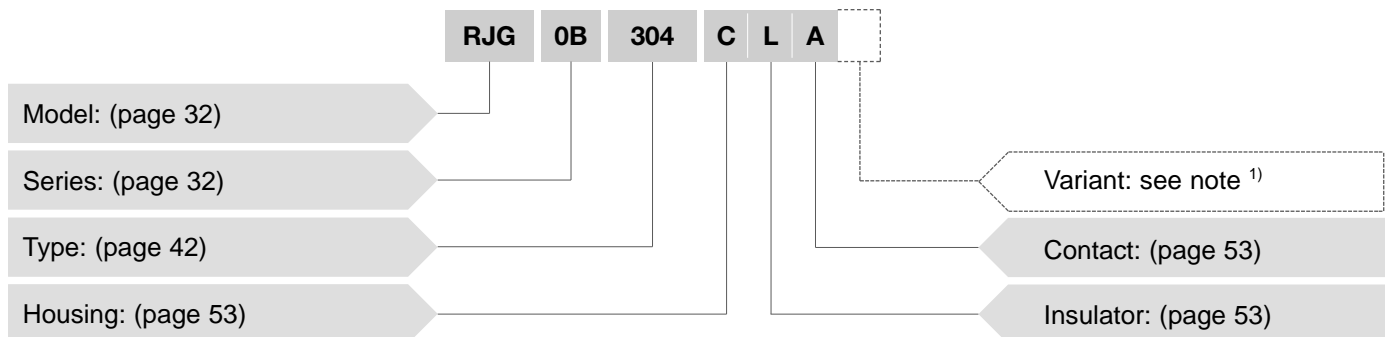 RJG 0B 304 C L A
Model: (page 32)
Series: (page 32)
Variant: see note ¹⁾
Type: (page 42)
Contact: (page 53)
Housing: (page 53)
Insulator: (page 53)